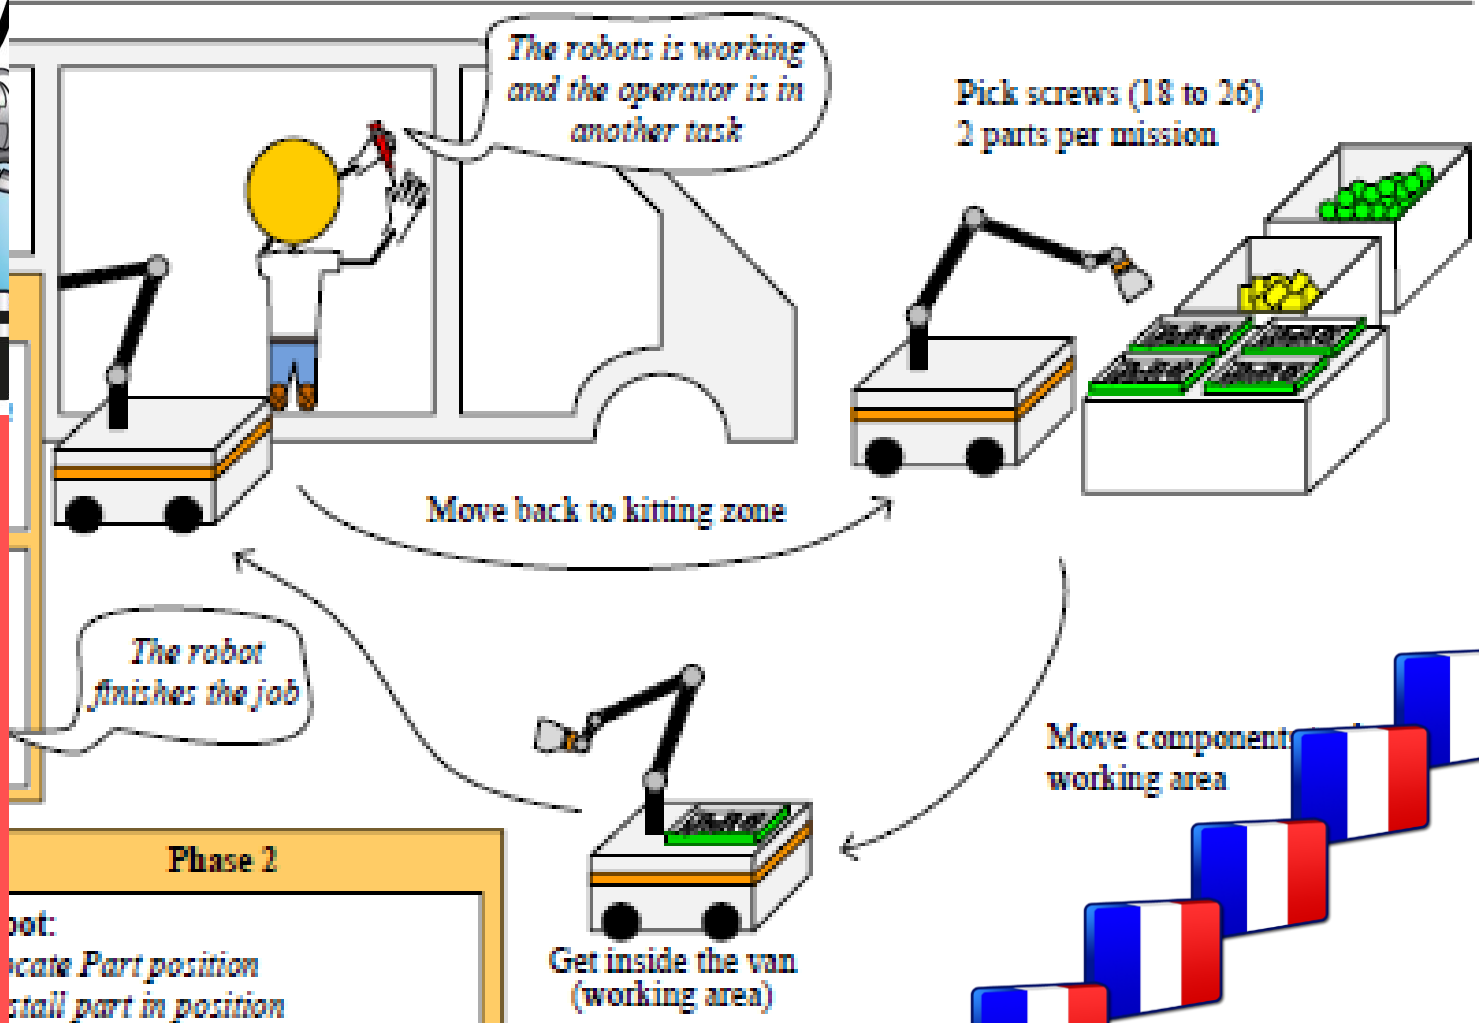 The robots is working
and the operator is in
another task
Pick screws (18 to 26)
2 parts per mission
Move back to kitting zone
The robot
finishes the job
Move component
working area
Phase 2
Get inside the van
(working area)
bot:
cate Part position
stall part in position